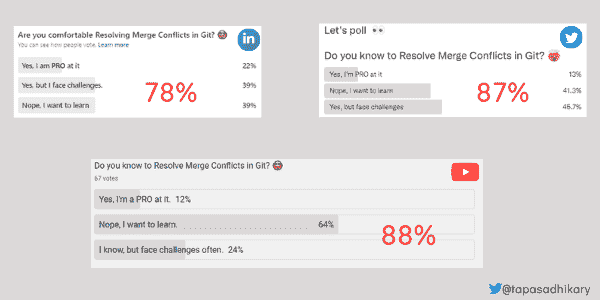 Are you comfortable Resolving Merge Conflicts in Git?
You can see how people vote. Learn more
Yes, I am PRO at it 22%
Yes, but I face challenges. 39%
Nope, I want to learn 39%
78%
in
Let's poll
Do you know to Resolve Merge Conflicts in Git?
Yes, I'm PRO at it 13%
Nope, I want to learn 41.3%
Yes, but face challenges 45.7%
87%
Do you know to Resolve Merge Conflicts in Git?
67 votes
Yes, I'm a PRO at it. 12%
Nope, I want to learn. 64%
I know, but face challenges often. 24%
88%
@tapasadhikary